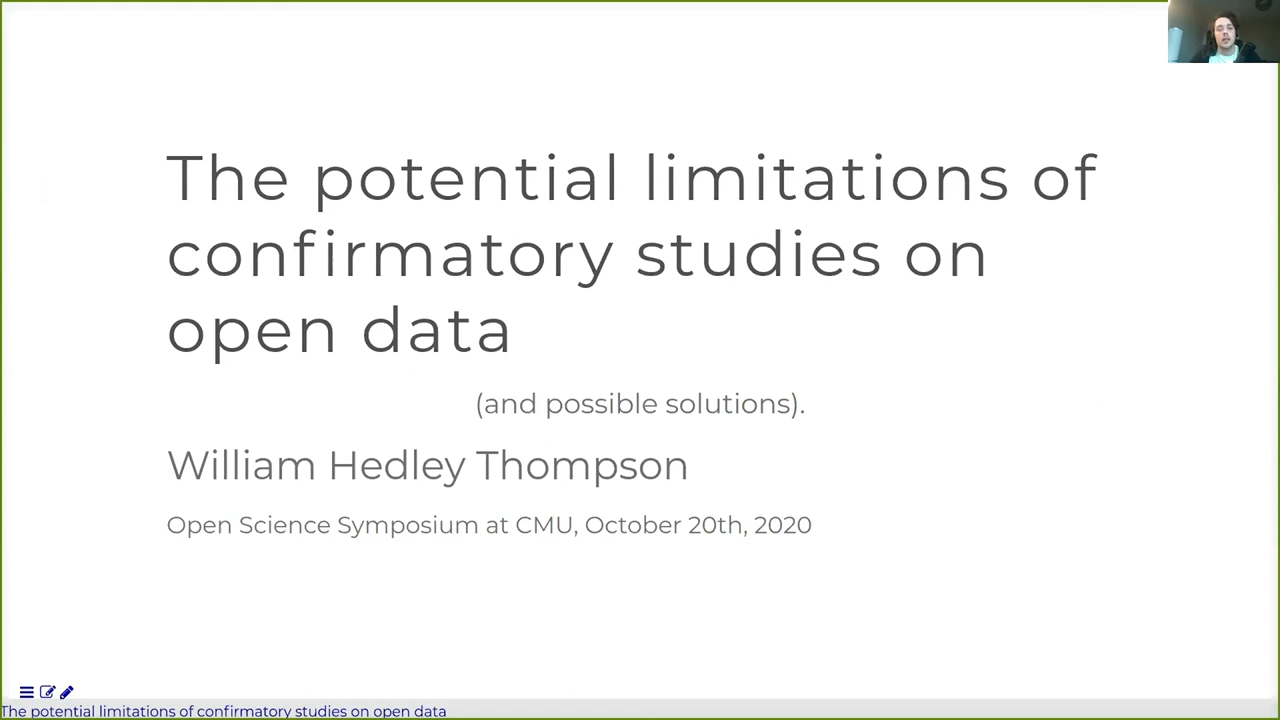 The potential limitations of
confirmatory studies on
open data
(and possible solutions).
William Hedley Thompson
Open Science Symposium at CMU, October 20th, 2020
The potential limitations of confirmatory studies on open data